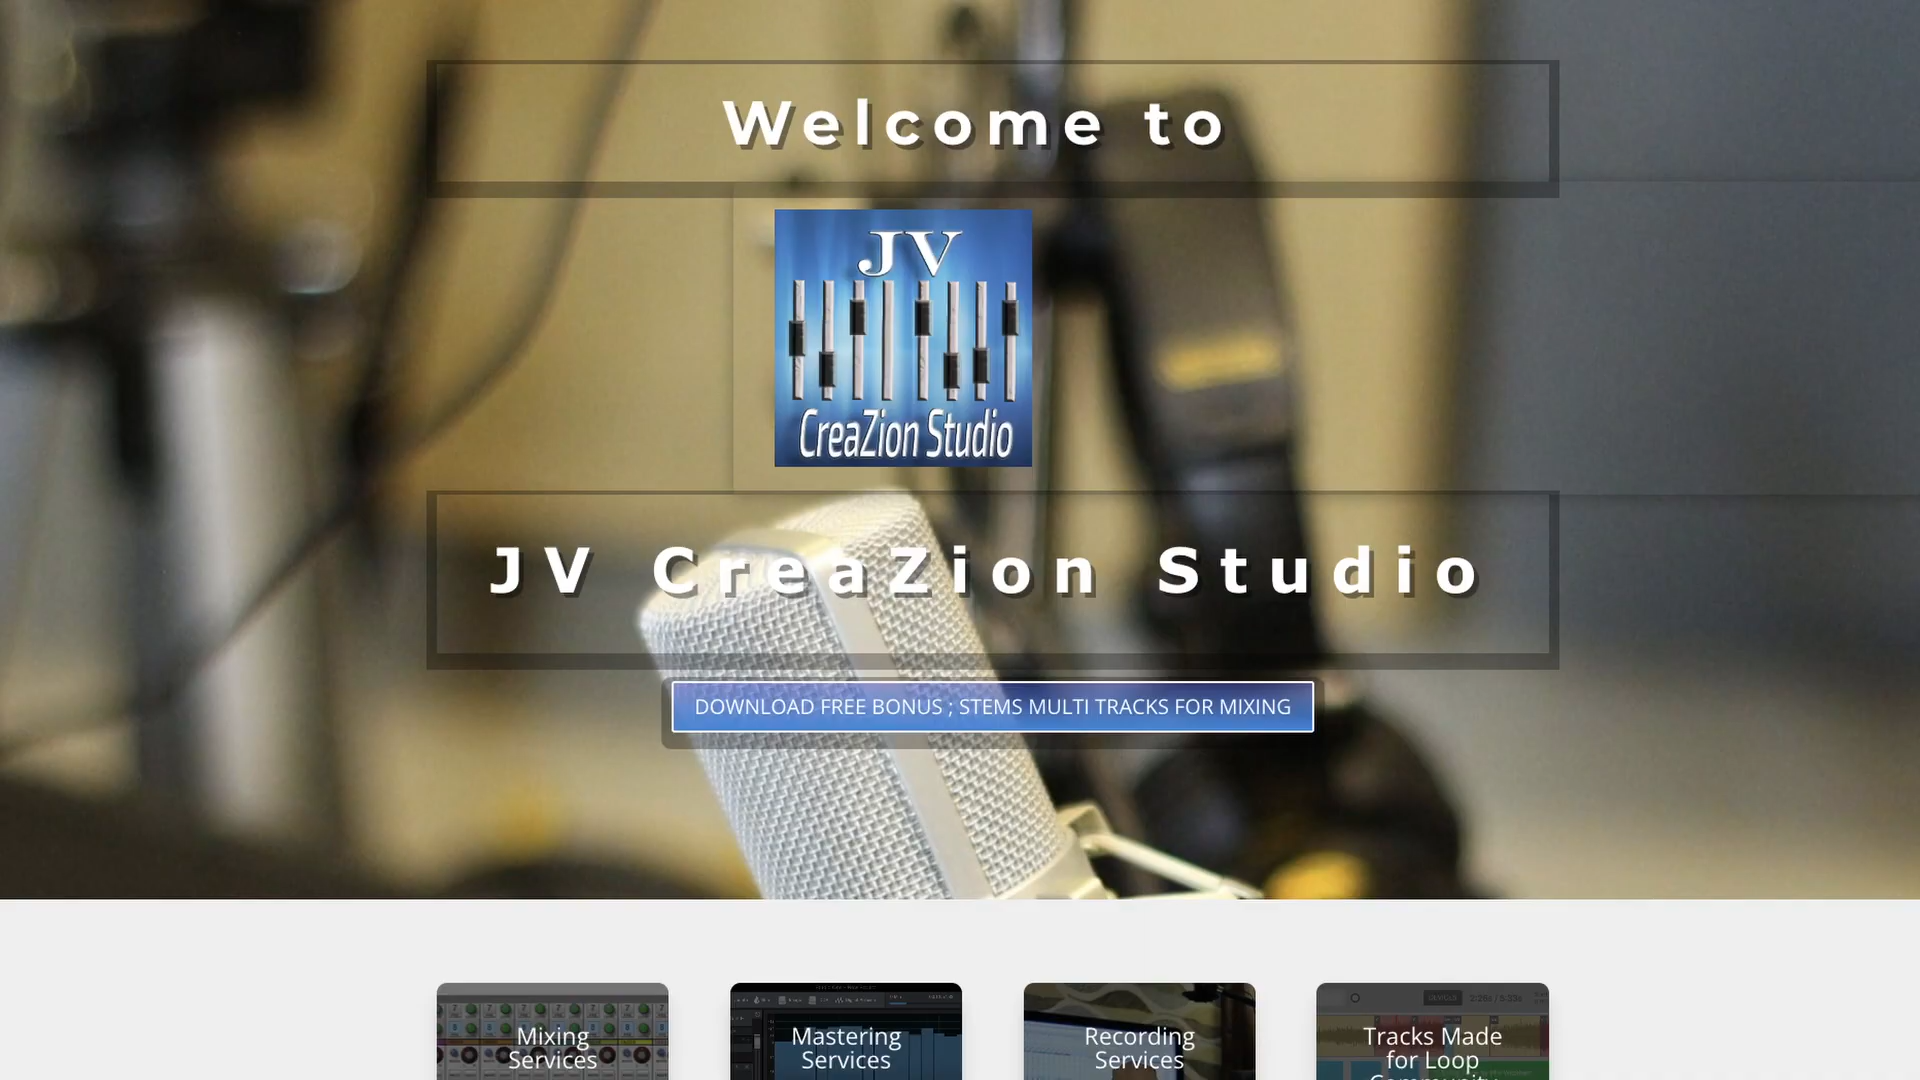 Welcome to
JV
CreaZion Studio
JV CreaZion Studio
DOWNLOAD FREE BONUS ; STEMS MULTI TRACKS FOR MIXING
Mixing
Services
Mastering
Services
Recording
Services
Tracks Made
for Loop
Community